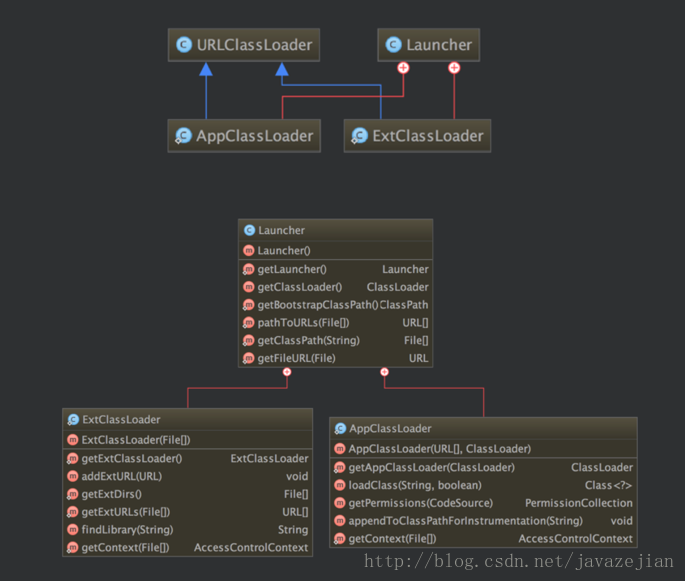 URLClassLoader
Launcher
AppClassLoader
ExtClassLoader
Launcher
Launcher()
getLauncher() Launcher
getClassLoader() ClassLoader
getBootstrapClassPath() ClassPath
pathToURLs(File[]) URL[]
getClassPath(String) File[]
getFileURL(File) URL
ExtClassLoader
ExtClassLoader(File[])
getExtClassLoader() ExtClassLoader
addExtURL(URL) void
getExtDirs() File[]
getExtURLs(File[]) URL[]
findLibrary(String) String
getContext(File[]) AccessControlContext
AppClassLoader
AppClassLoader(URL[], ClassLoader)
getAppClassLoader(ClassLoader) ClassLoader
loadClass(String, boolean) Class<?>
getPermissions(CodeSource) PermissionCollection
appendToClassPathForInstrumentation(String) void
getContext(File[]) AccessControlContext
http://blog.csdn.net/javazejian